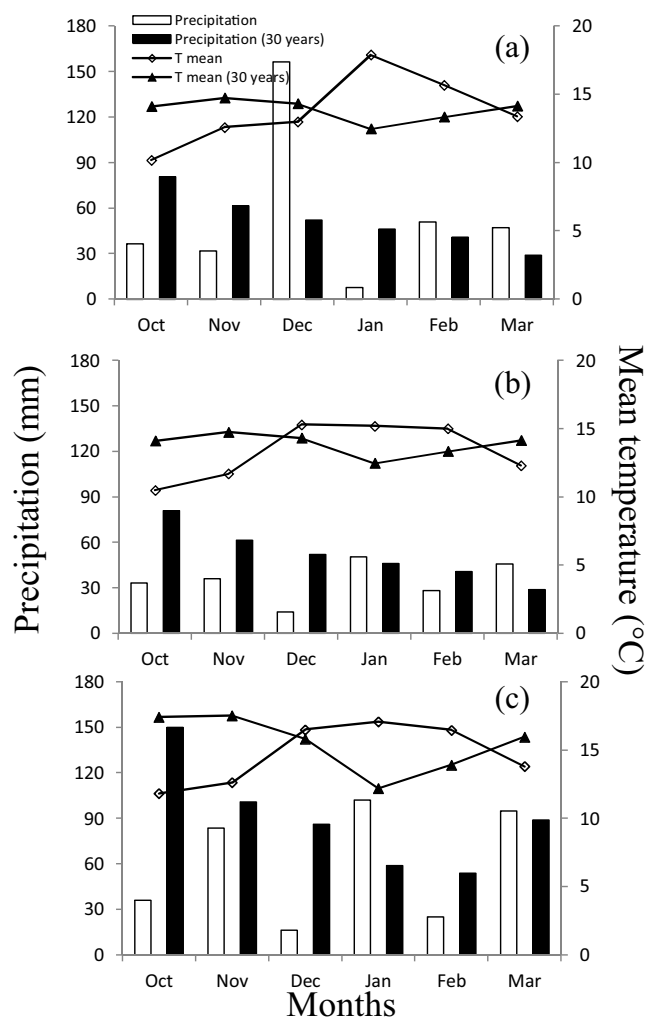 Precipitation
Precipitation (30 years)
T mean
T mean (30 years)
(a)
180
150
120
90
60
30
0
20
15
10
5
0
Oct Nov Dec Jan Feb Mar
(b)
180
150
120
90
60
30
0
20
15
10
5
0
Oct Nov Dec Jan Feb Mar
(c)
180
150
120
90
60
30
0
20
15
10
5
0
Oct Nov Dec Jan Feb Mar
Precipitation (mm)
Mean temperature (°C)
Months